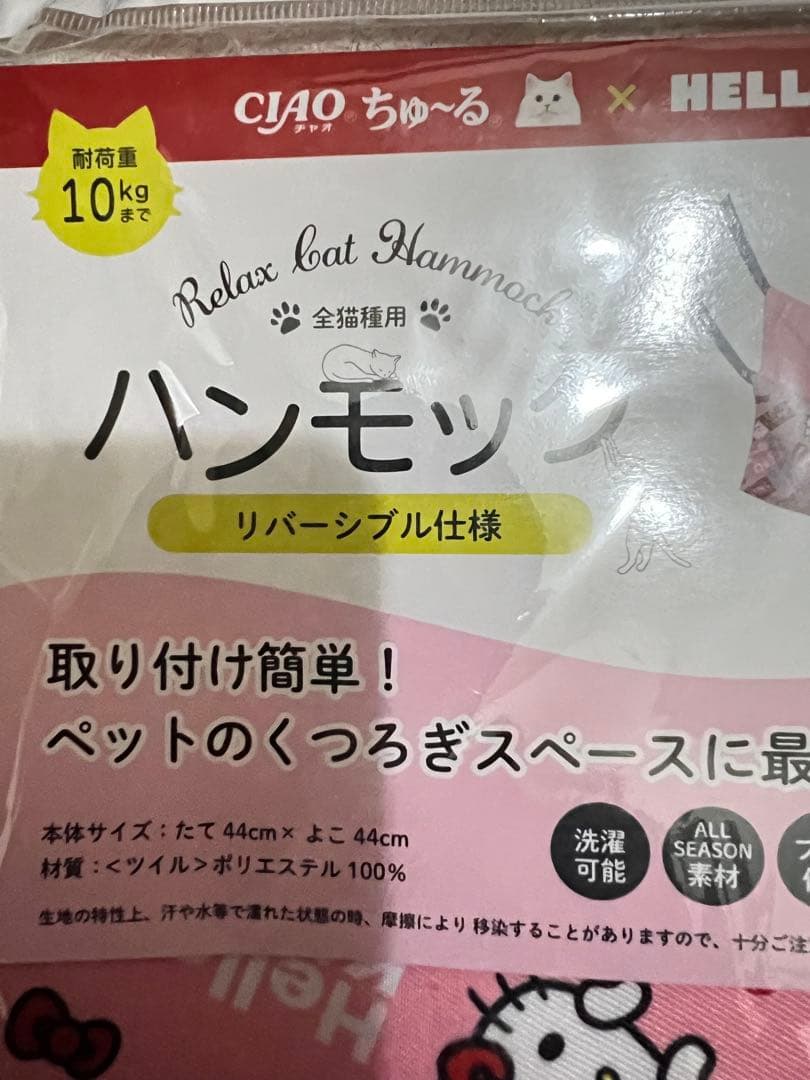 CIAO ちゅ〜る × HELL
チャオ
耐荷重
10kgまで
Relax Cat Hammock
全猫種用
ハンモック
リバーシブル仕様
取り付け簡単！
ペットのくつろぎスペースに最
本体サイズ：たて 44cm× よこ 44cm
材質：＜ツイル＞ポリエステル 100%
洗濯
可能
ALL
SEASON
素材
生地の特性上、汗や水等で濡れた状態の時、摩擦により 移染することがありますので、十分ご注
Hell